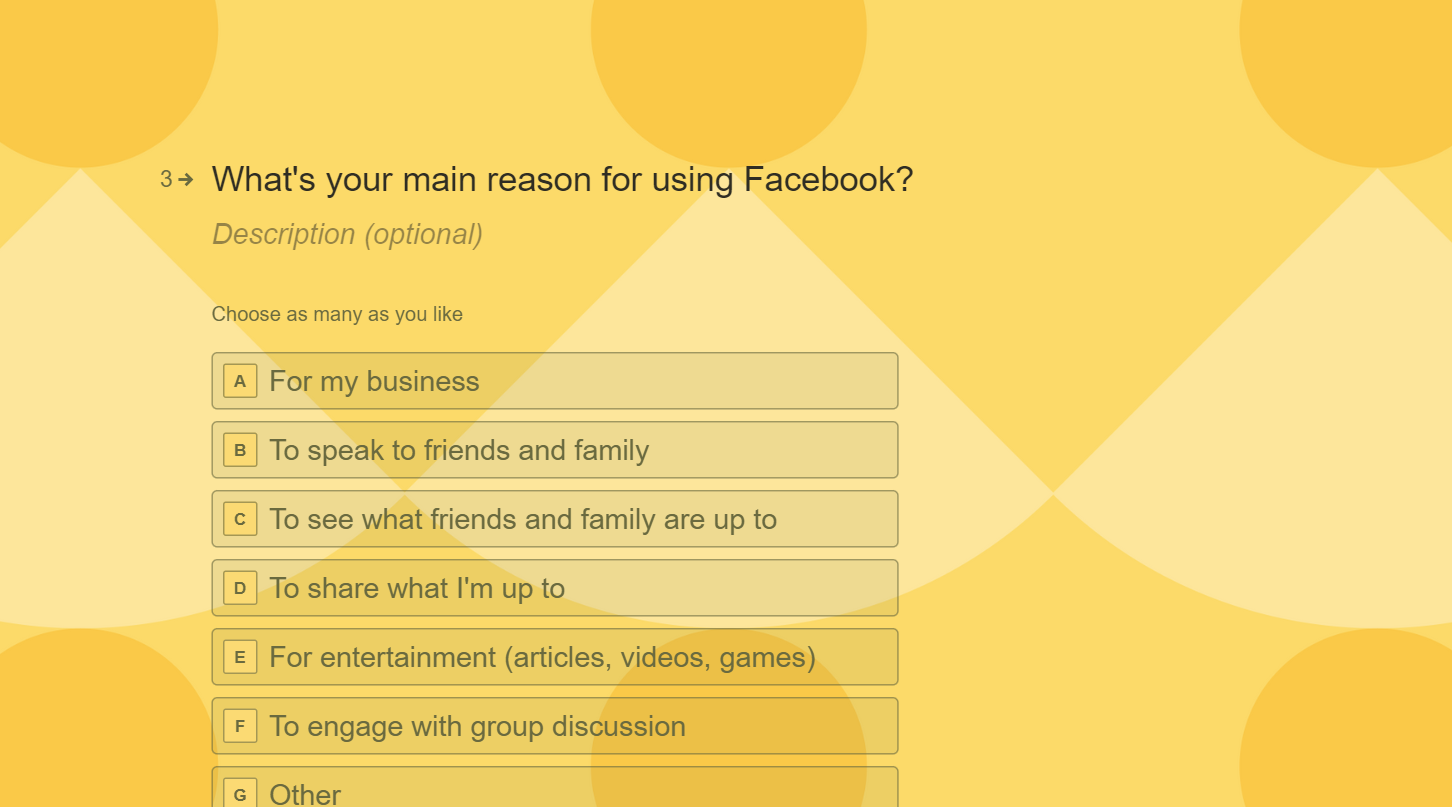 3→ What's your main reason for using Facebook?
Description (optional)
Choose as many as you like
A For my business
B To speak to friends and family
C To see what friends and family are up to
D To share what I'm up to
E For entertainment (articles, videos, games)
F To engage with group discussion
G Other